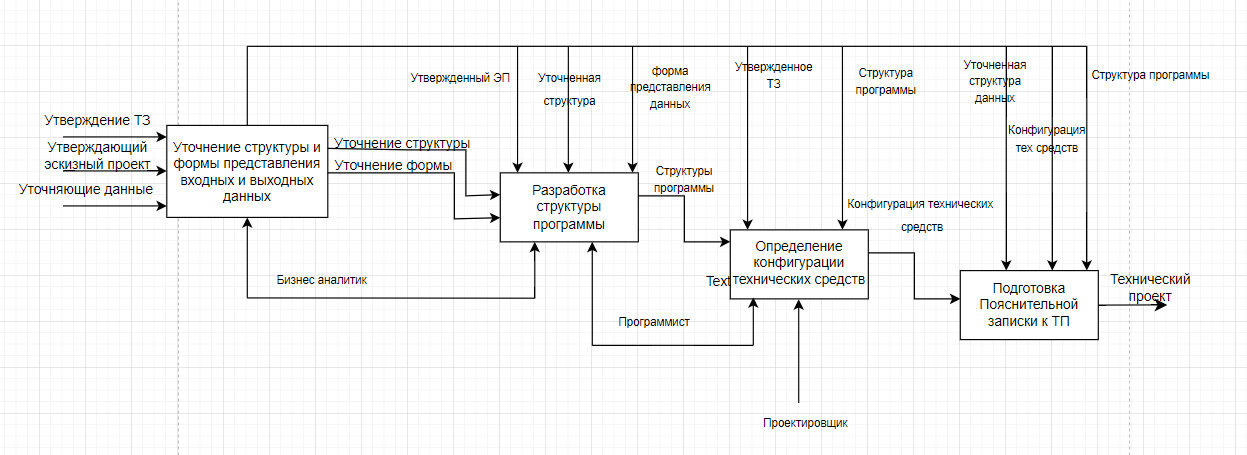 Утверждение ТЗ
Утверждающий
эскизный проект
Уточняющие данные
Уточнение структуры и
формы представления
входных и выходных
данных
Уточнение структуры
Уточнение формы
Бизнес аналитик
Утвержденный ЭП
Уточненная
структура
форма
представления
данных
Разработка
структуры
программы
Структуры
программы
Программист
Утвержденное
ТЗ
Структура
программы
Text
Определение
конфигурации
технических средств
Проектировщик
Конфигурация технических
средств
Уточненная
структура
данных
Конфигурация
тех средств
Структура программы
Подготовка
Пояснительной
записки к ТП
Технический
проект